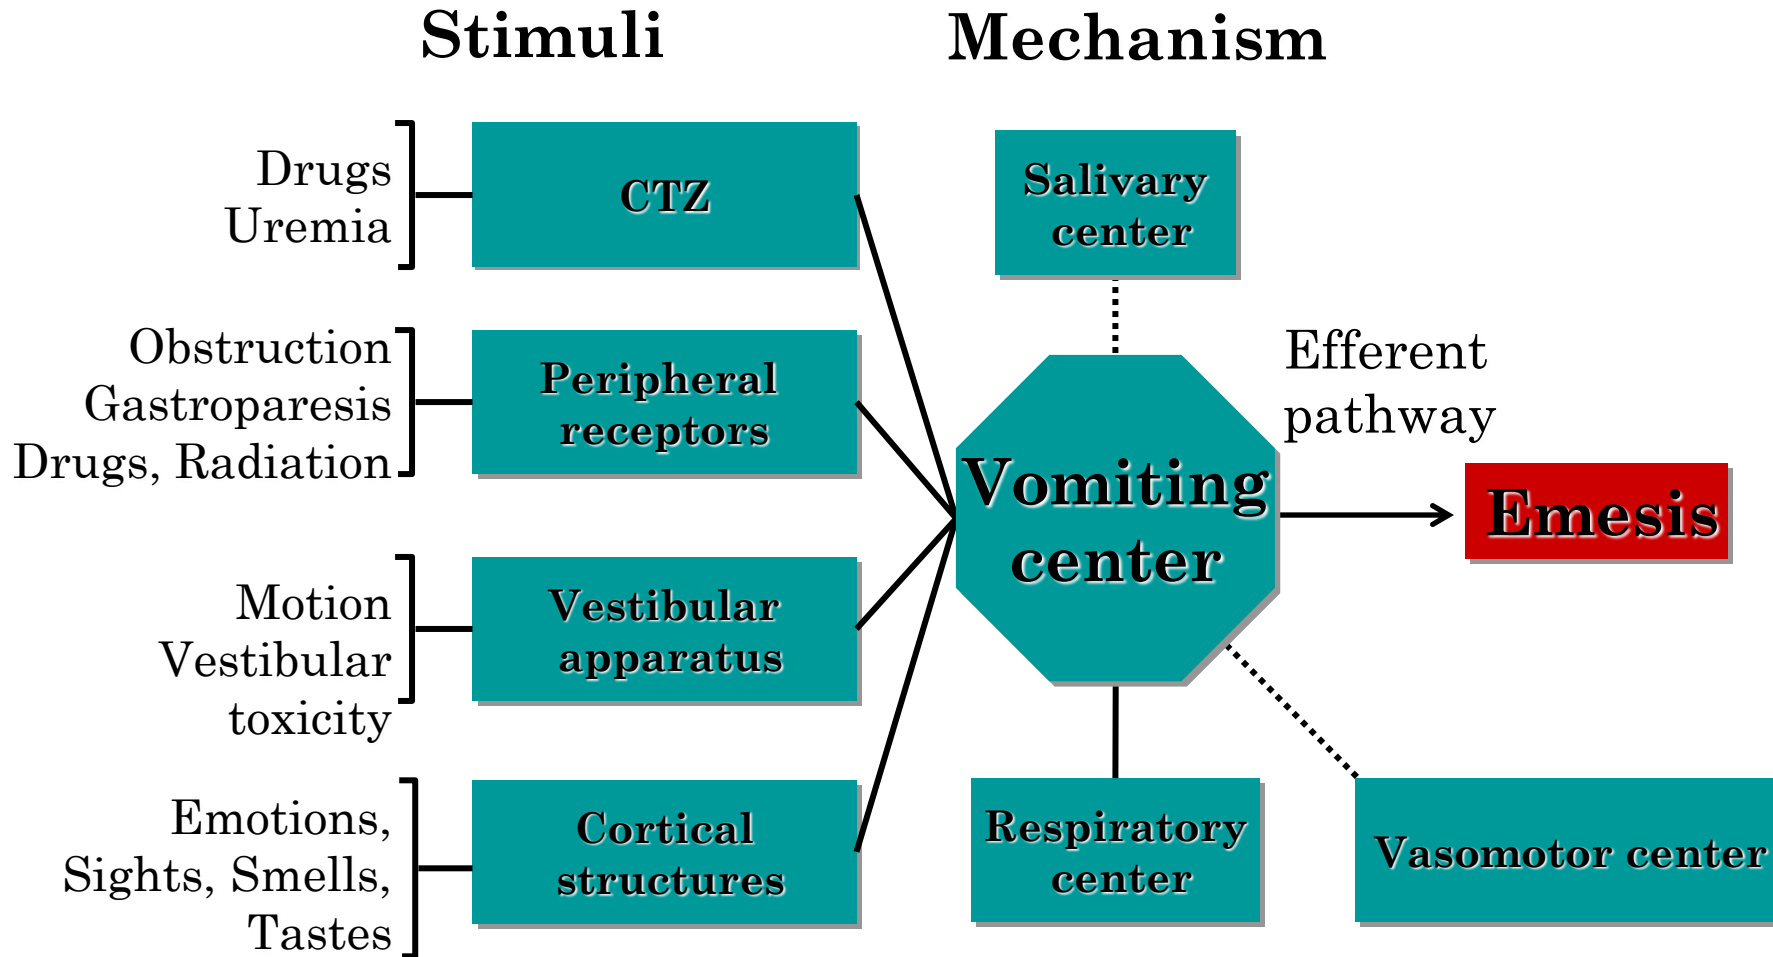 Stimuli
Mechanism
Drugs
Uremia
CTZ
Obstruction
Gastroparesis
Drugs, Radiation
Peripheral
receptors
Motion
Vestibular
toxicity
Vestibular
apparatus
Emotions,
Sights, Smells,
Tastes
Cortical
structures
Salivary
center
Vomiting
center
Efferent
pathway
Emesis
Respiratory
center
Vasomotor center